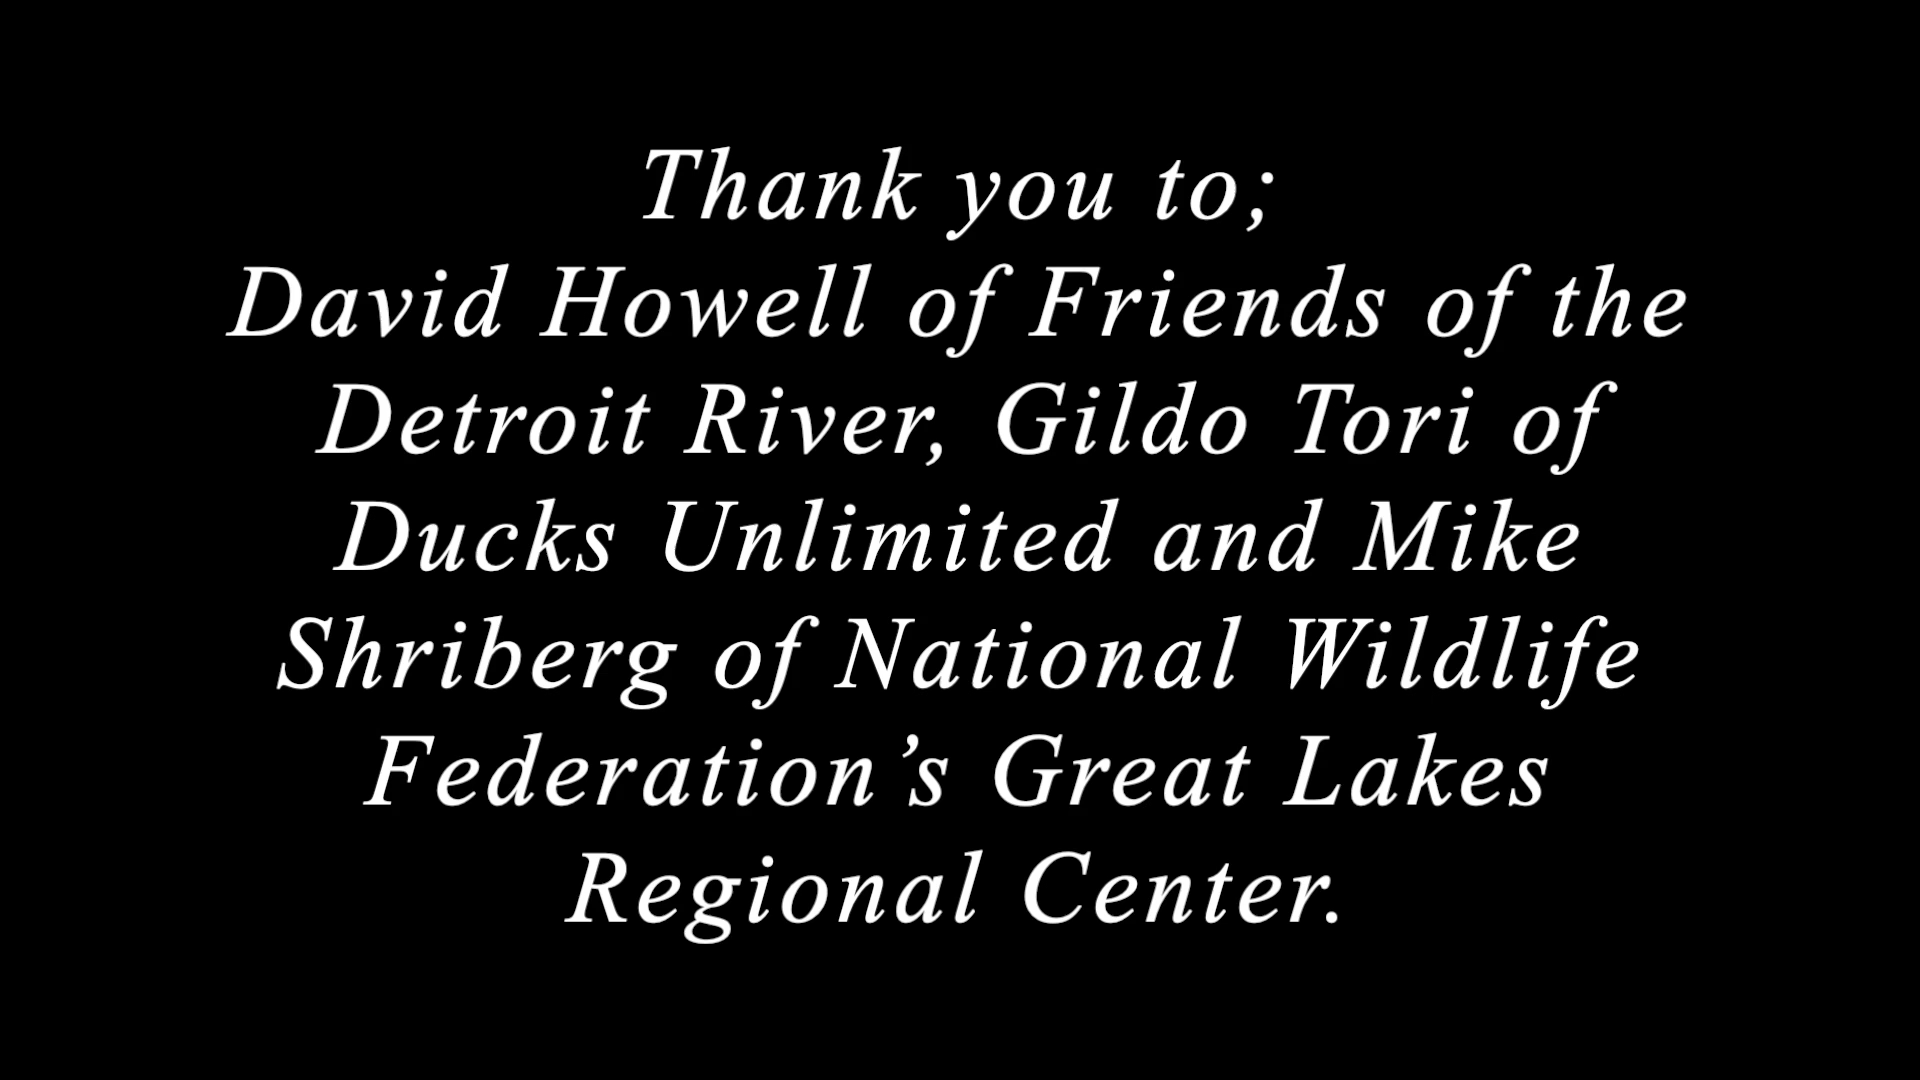 Thank you to;
David Howell of Friends of the
Detroit River, Gildo Tori of
Ducks Unlimited and Mike
Shriberg of National Wildlife
Federation’s Great Lakes
Regional Center.